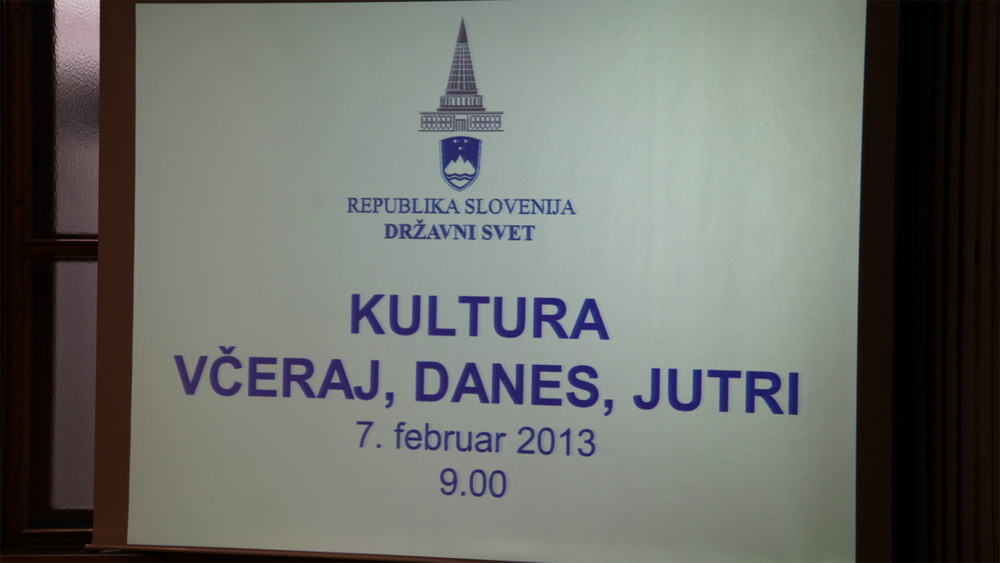 REPUBLIKA SLOVENIJA
DRŽAVNI SVET
KULTURA
VČERAJ, DANES, JUTRI
7. februar 2013
9.00